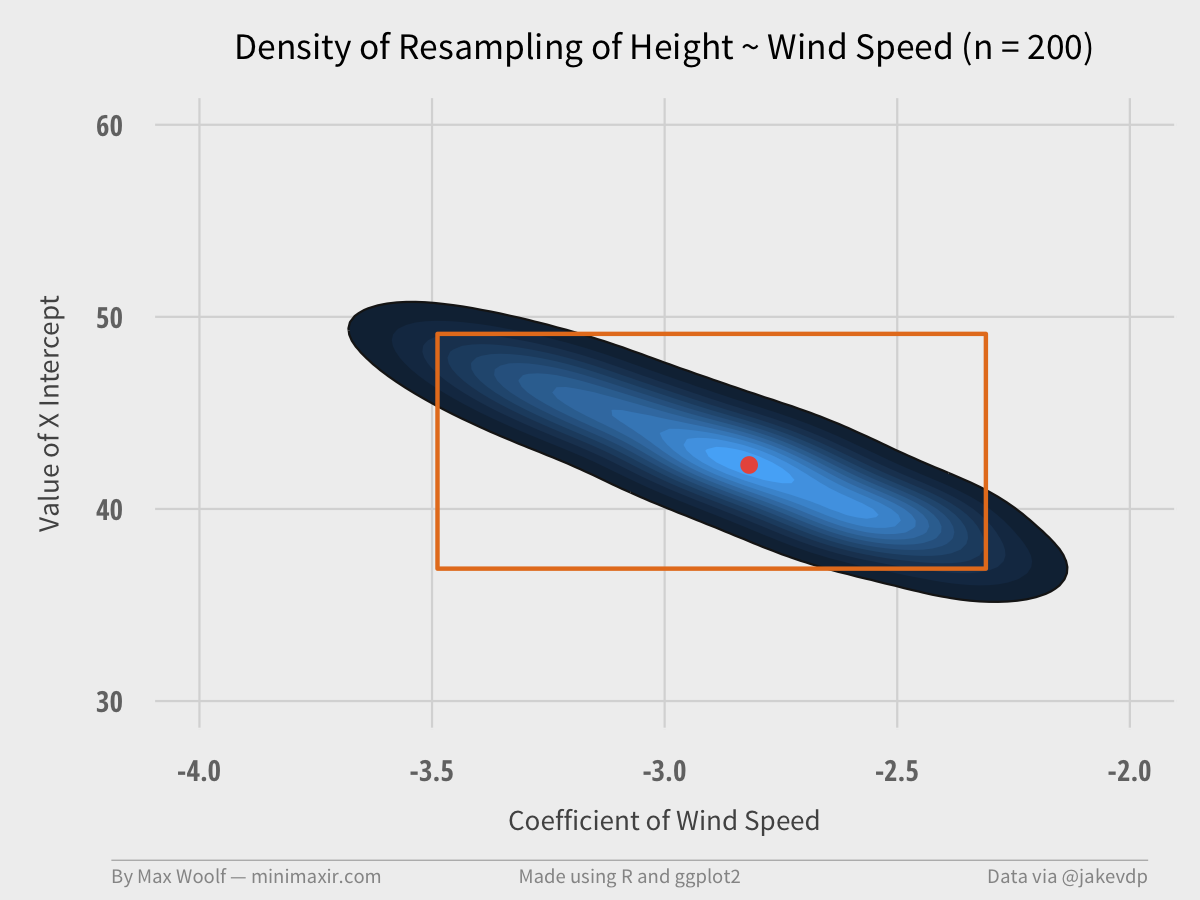 Density of Resampling of Height ~ Wind Speed (n = 200)
Value of X Intercept
60
50
40
30
-4.0 -3.5 -3.0 -2.5 -2.0
Coefficient of Wind Speed
By Max Woolf — minimaxir.com Made using R and ggplot2 Data via @jakevdp